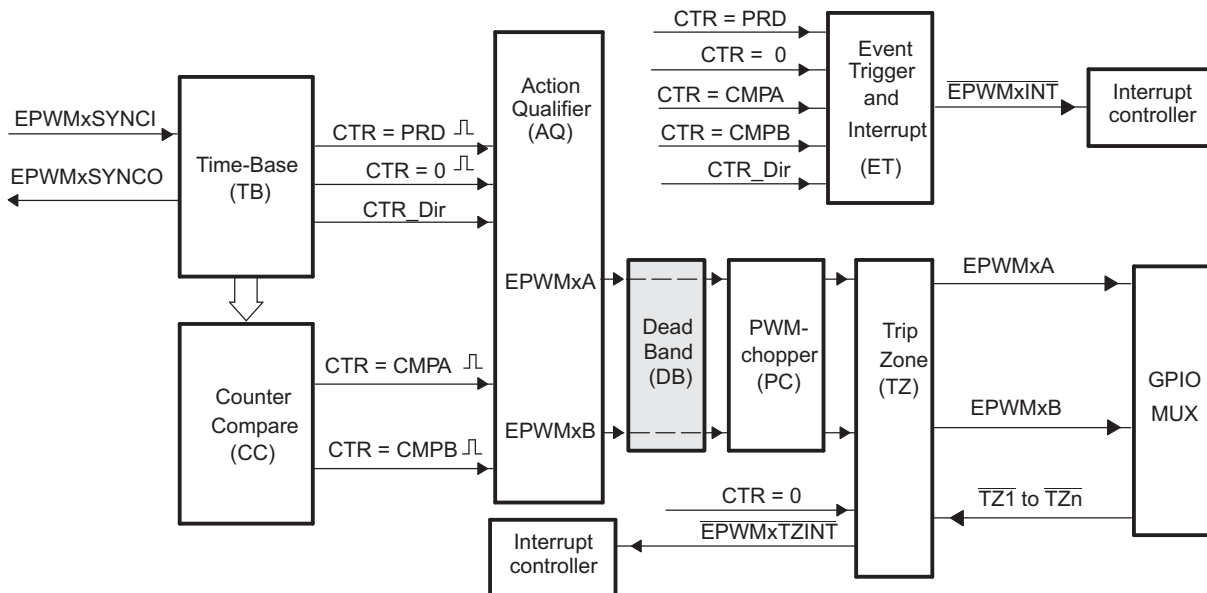 EPWMxSYNCI
EPWMxSYNCO
Time-Base
(TB)
CTR = PRD
CTR = 0
CTR_Dir
Counter
Compare
(CC)
CTR = CMPA
CTR = CMPB
Action
Qualifier
(AQ)
EPWMxA
EPWMxB
CTR = PRD
CTR = 0
CTR = CMPA
CTR = CMPB
CTR_Dir
Event
Trigger
and
Interrupt
(ET)
EPWMxINT
Interrupt
controller
Dead
Band
(DB)
PWM-
chopper
(PC)
Trip
Zone
(TZ)
EPWMxA
EPWMxB
TZ1 to TZn
GPIO
MUX
CTR = 0
EPWMxTZINT
Interrupt
controller